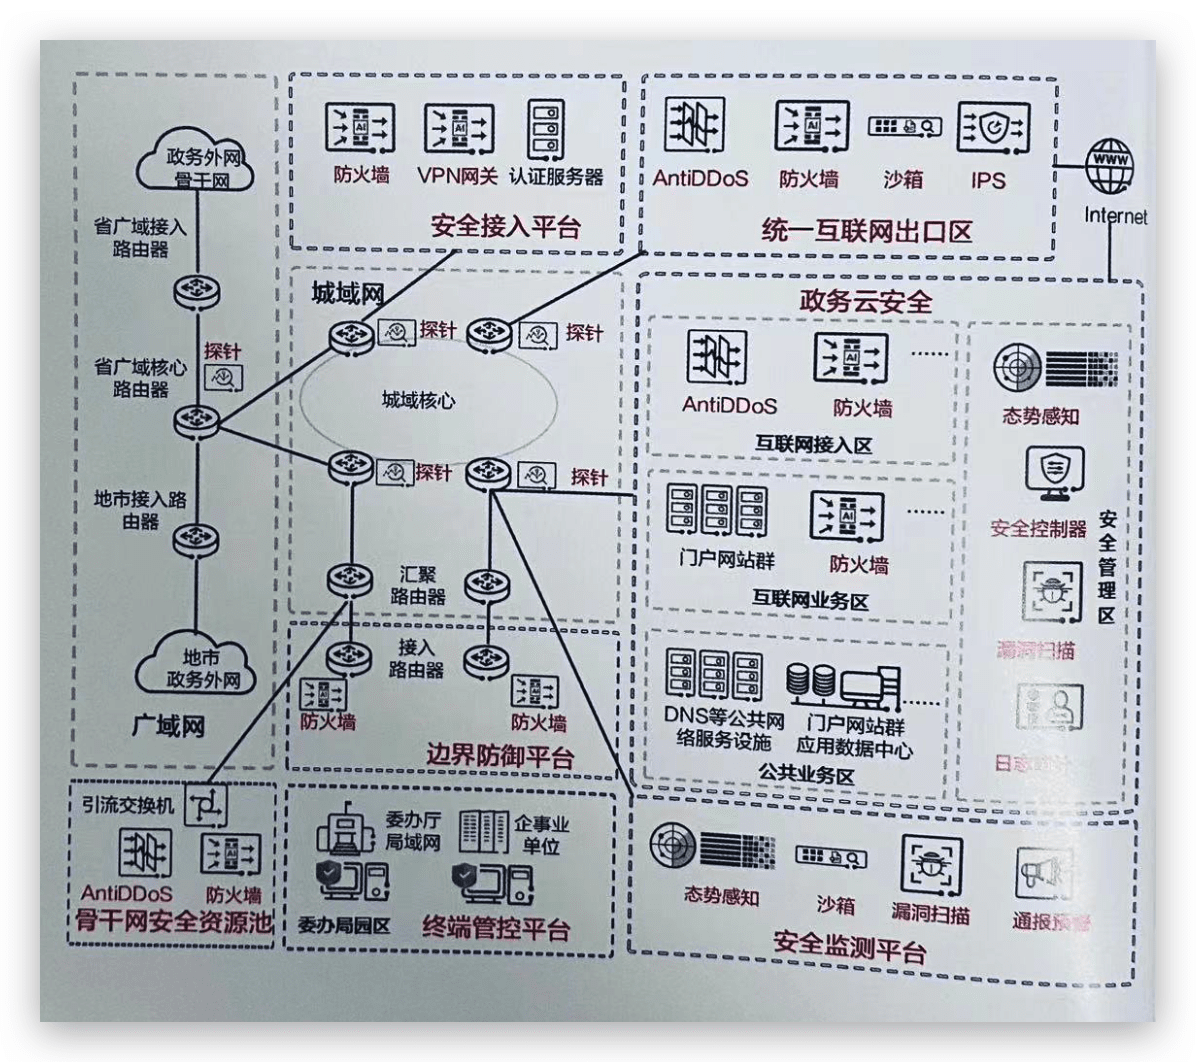 政务外网
骨干网
省广域接入
路由器
探针
省广域核心
路由器
地市接入路
由器
地市
政务外网
广域网
防火墙
VPN网关
认证服务器
安全接入平台
AntiDDoS
防火墙
沙箱
IPS
统一互联网出口区
WWW
Internet
城域网
探针
探针
城域核心
探针
探针
汇聚
路由器
接入
路由器
防火墙
防火墙
边界防御平台
政务云安全
AntiDDoS
防火墙
······
互联网接入区
门户网站群
防火墙
······
互联网业务区
DNS等公共网
络服务设施
门户网站群
应用数据中心
······
公共业务区
态势感知
安全控制器
漏洞扫描
日志
安全管理区
引流交换机
AntiDDoS
防火墙
骨干网安全资源池
委办厅
局域网
企事业
单位
委办局园区
终端管控平台
态势感知
沙箱
漏洞扫描
通报预警
安全监测平台